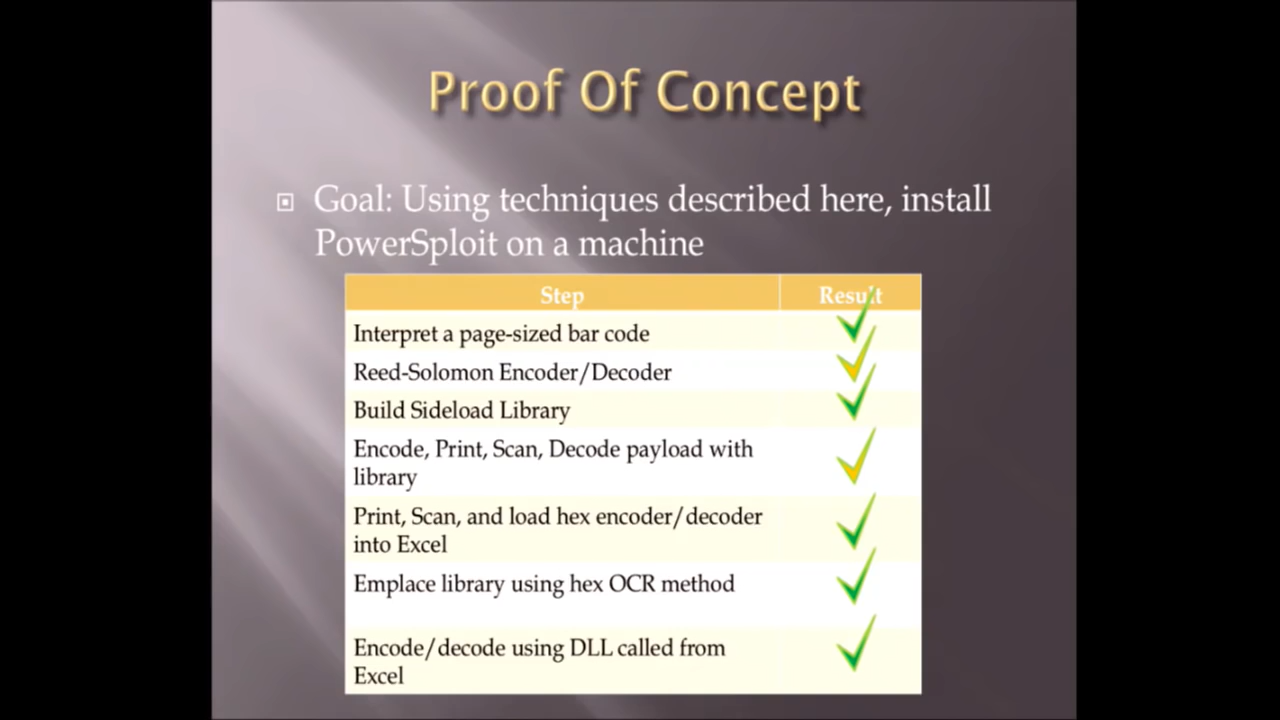 Proof Of Concept
Goal: Using techniques described here, install
PowerSploit on a machine
Step Result
Interpret a page-sized bar code
Reed-Solomon Encoder/Decoder
Build Sideload Library
Encode, Print, Scan, Decode payload with
library
Print, Scan, and load hex encoder/decoder
into Excel
Emplace library using hex OCR method
Encode/decode using DLL called from
Excel